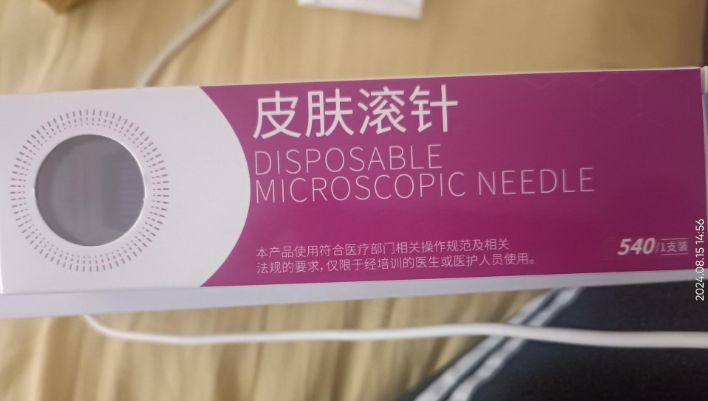 皮肤滚针
DISPOSABLE
MICROSCOPIC NEEDLE
本产品使用符合医疗部门相关操作规范及相关
法规的要求，仅限于经培训的医生或医护人员使用。
540/1支装
2024.08.15 14:56